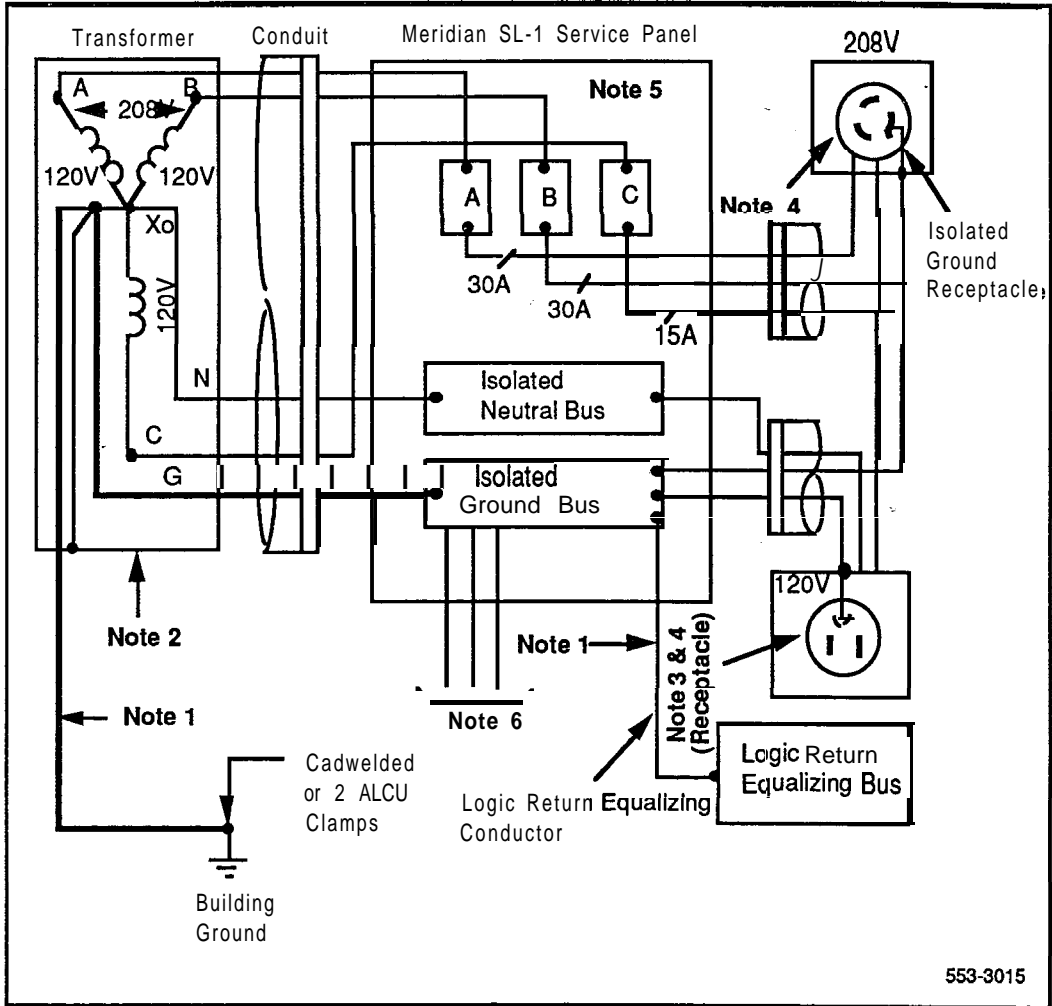 Transformer
Conduit
Meridian SL-1 Service Panel
208V
Note 5
A
B
208V
120V
120V
Xo
120V
N
C
G
A
B
C
30A
30A
15A
Note 4
Isolated
Ground
Receptacle
Isolated
Neutral Bus
Isolated
Ground Bus
120V
Note 2
Note 1
Note 3 & 4
(Receptacle)
Note 1
Note 6
Cadwelded
or 2 ALCU
Clamps
Logic Return Equalizing
Conductor
Logic Return
Equalizing Bus
Building
Ground
553-3015